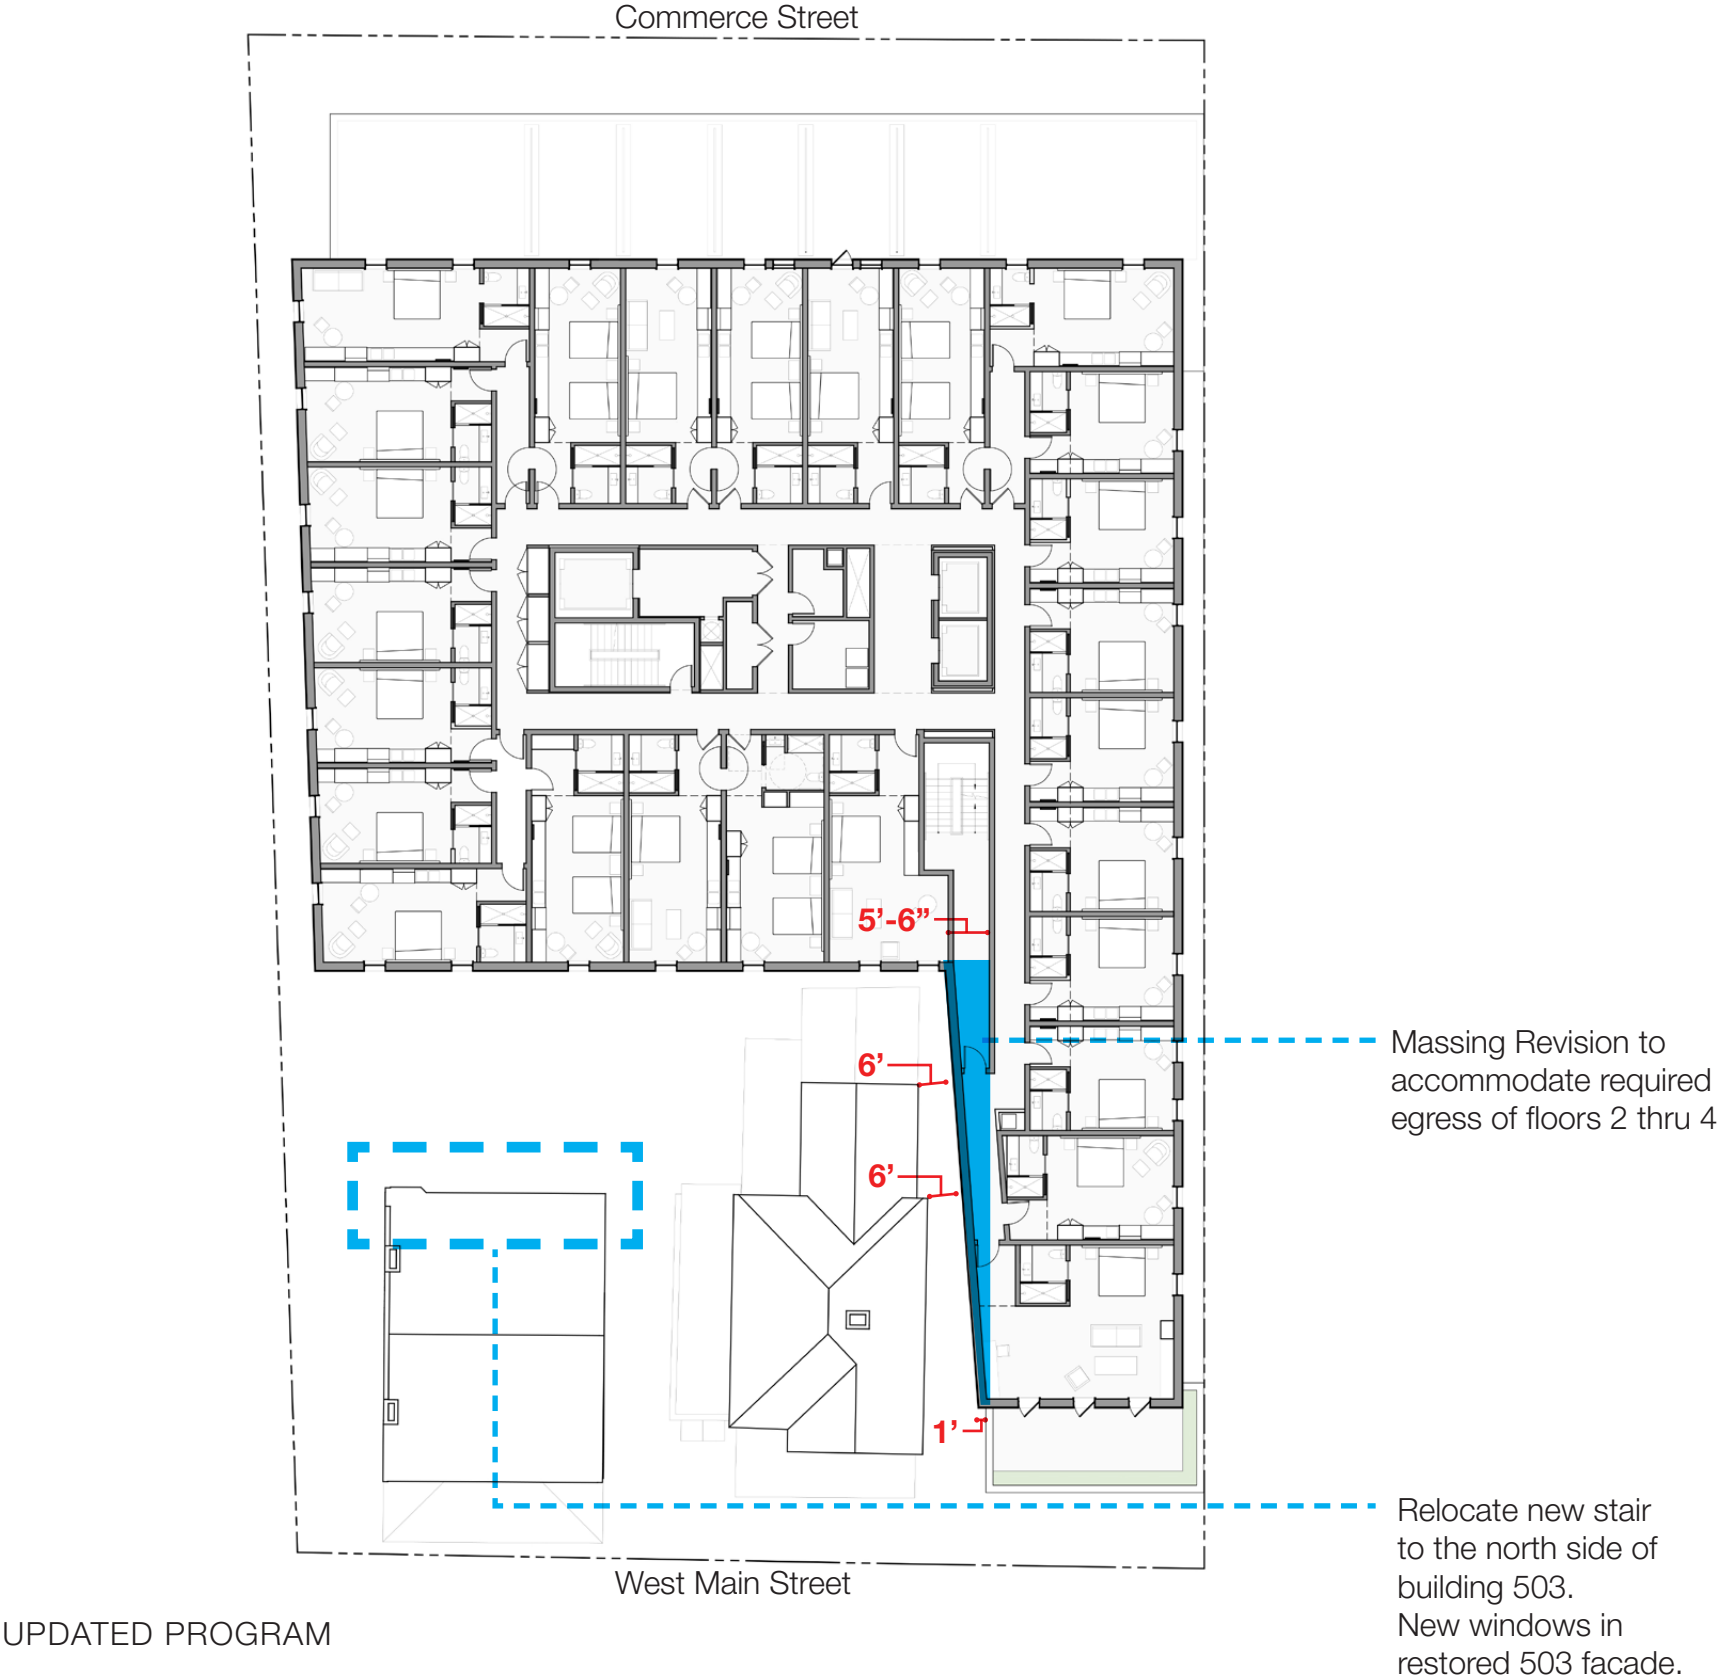 Commerce Street
5’-6”
6’
Massing Revision to
accommodate required
egress of floors 2 thru 4
6’
1’
Relocate new stair
to the north side of
building 503.
New windows in
restored 503 facade.
West Main Street
UPDATED PROGRAM